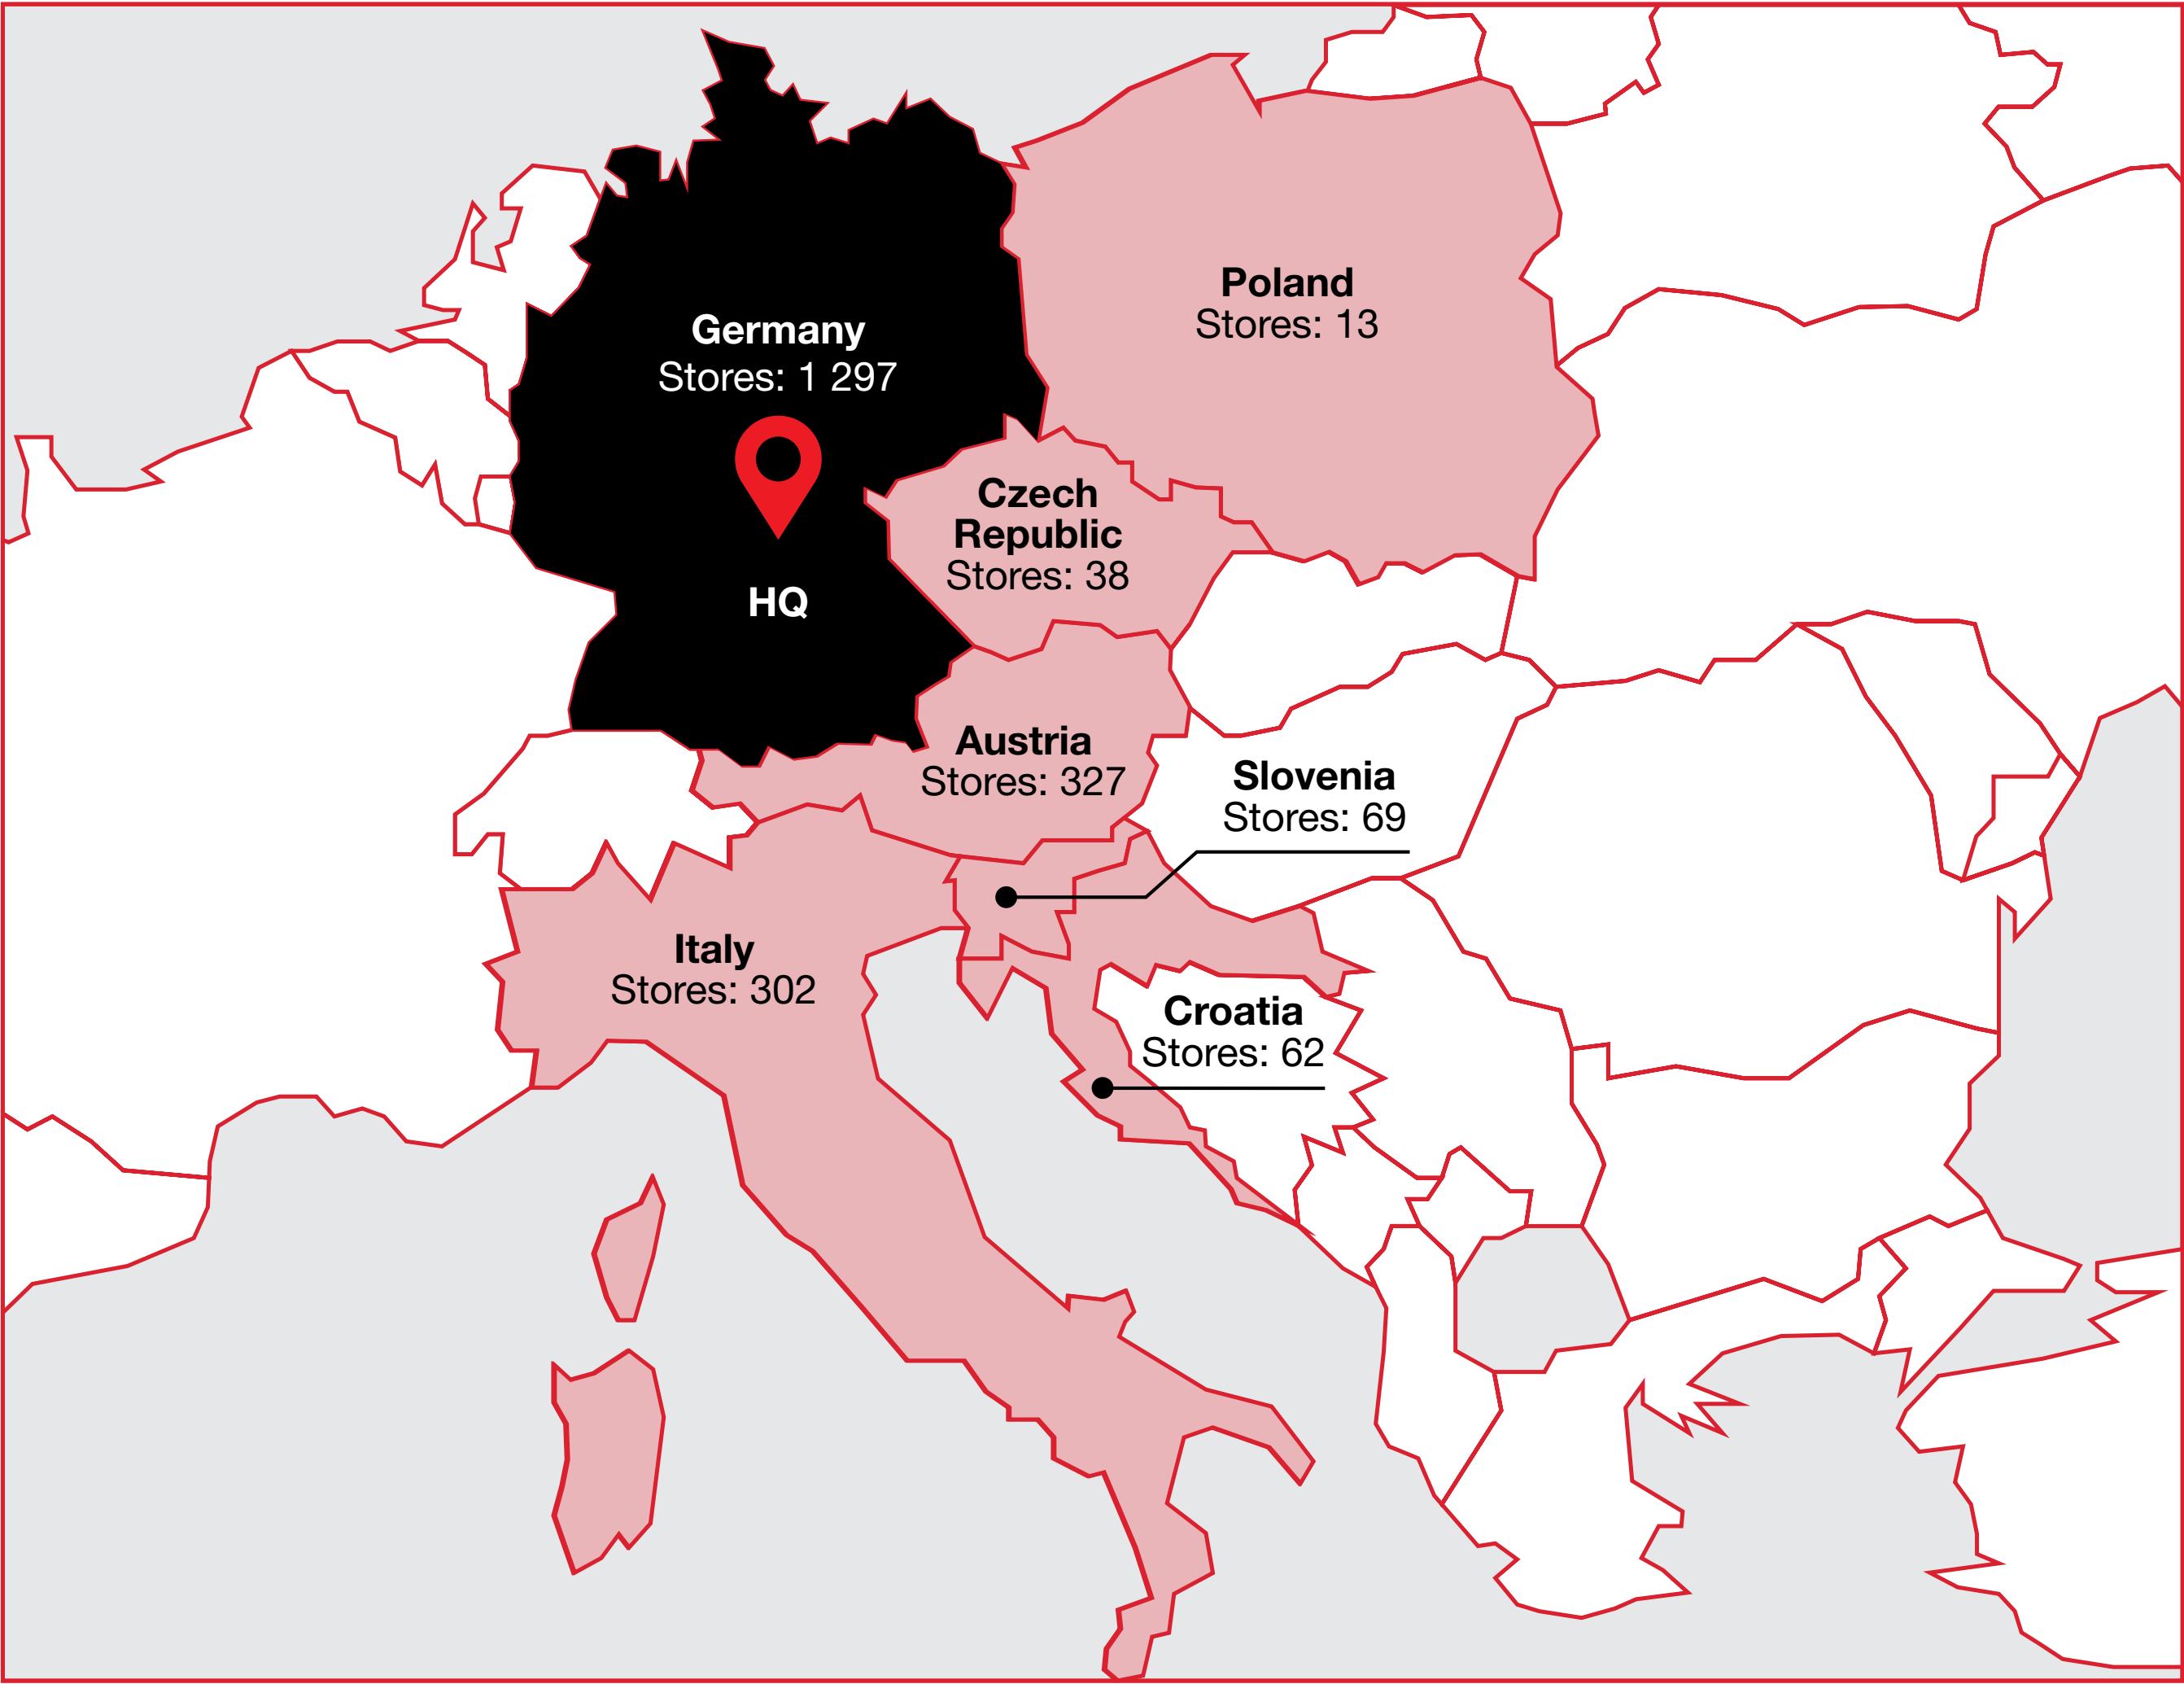 Poland
Stores: 13
Germany
Stores: 1 297
HQ
Czech
Republic
Stores: 38
Austria
Stores: 327
Slovenia
Stores: 69
Italy
Stores: 302
Croatia
Stores: 62